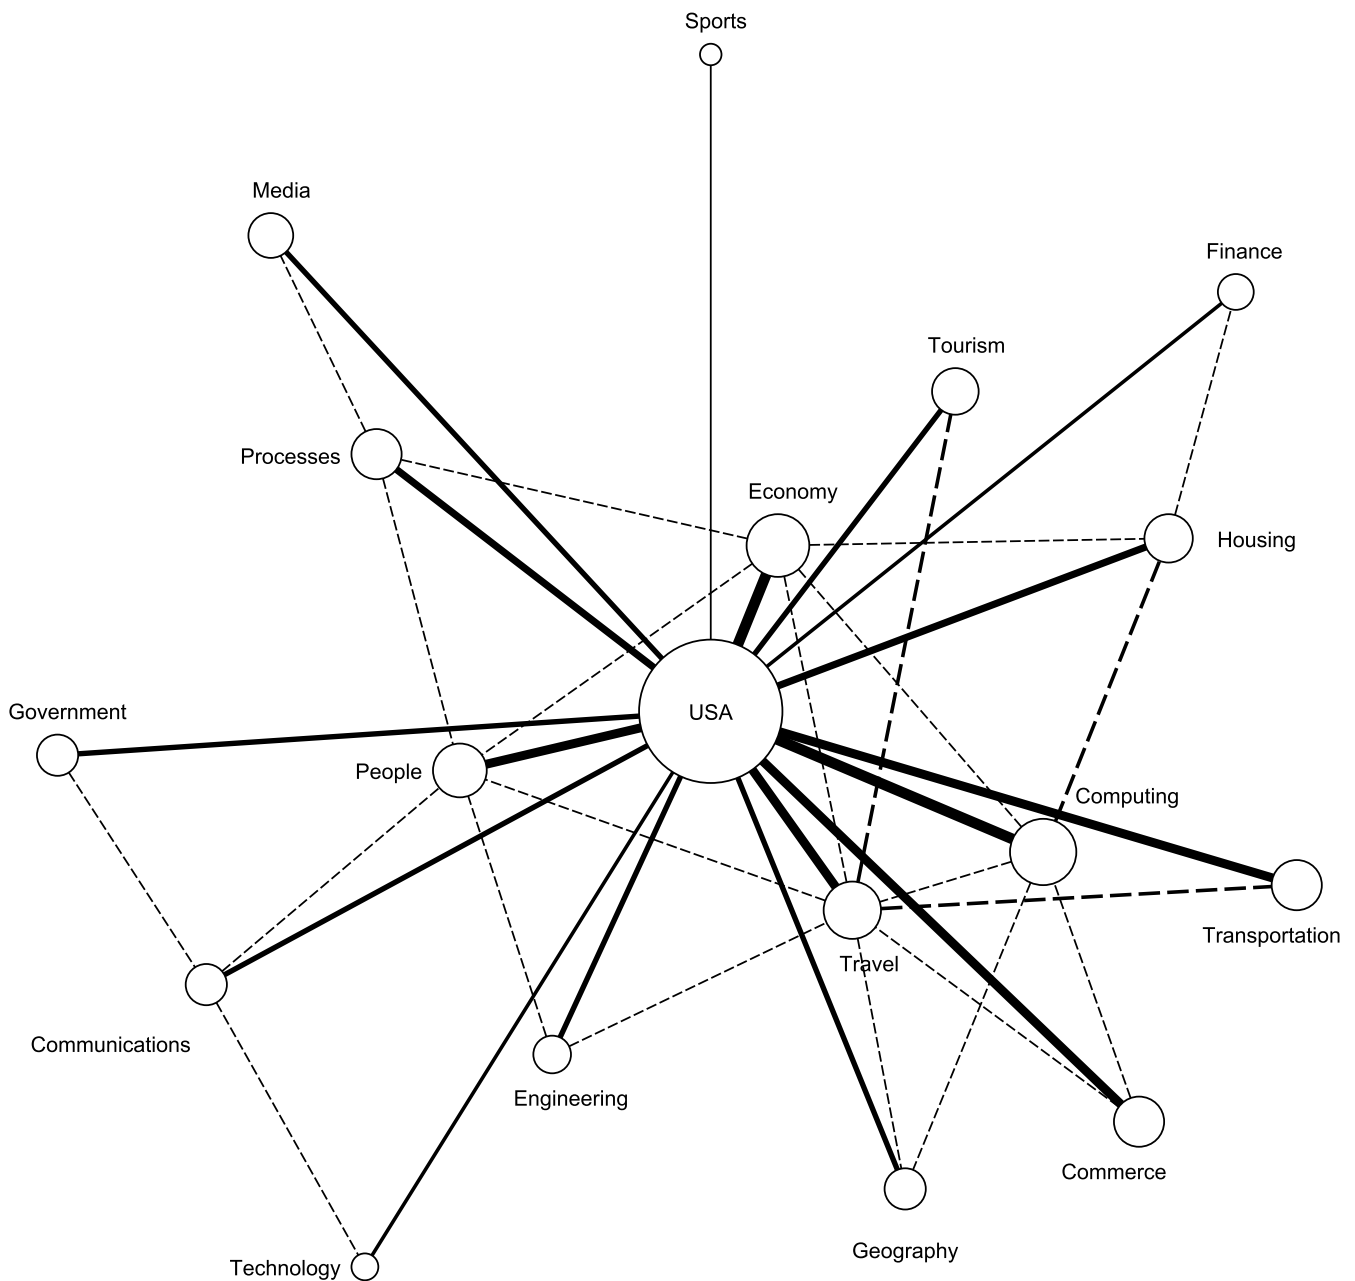 Sports
Media
Finance
Tourism
Processes
Economy
Housing
Government
USA
People
Computing
Transportation
Travel
Communications
Engineering
Commerce
Geography
Technology